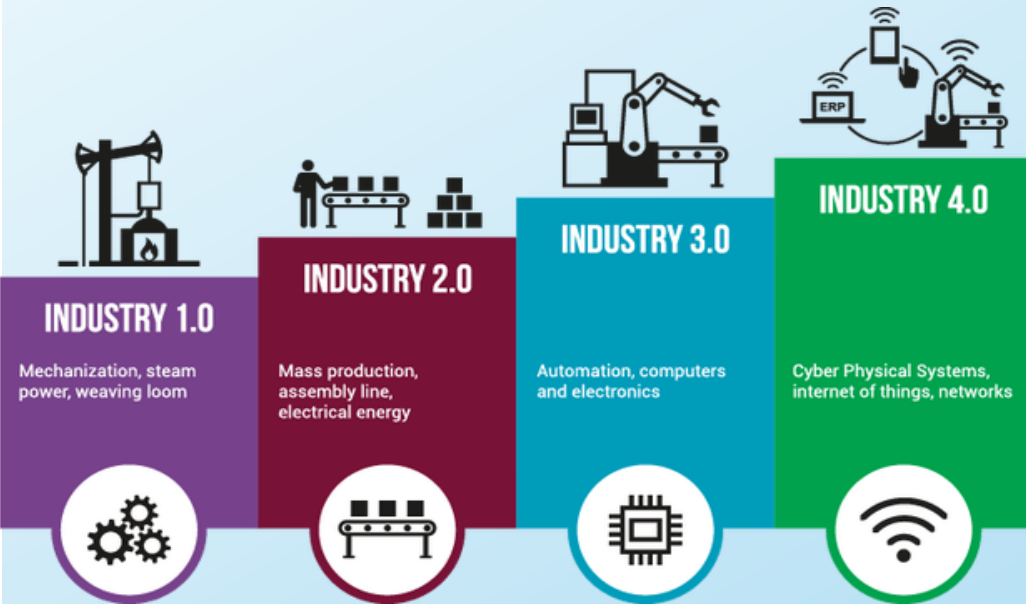 ERP
INDUSTRY 1.0
Mechanization, steam
power, weaving loom
INDUSTRY 2.0
Mass production,
assembly line,
electrical energy
INDUSTRY 3.0
Automation, computers
and electronics
INDUSTRY 4.0
Cyber Physical Systems,
internet of things, networks